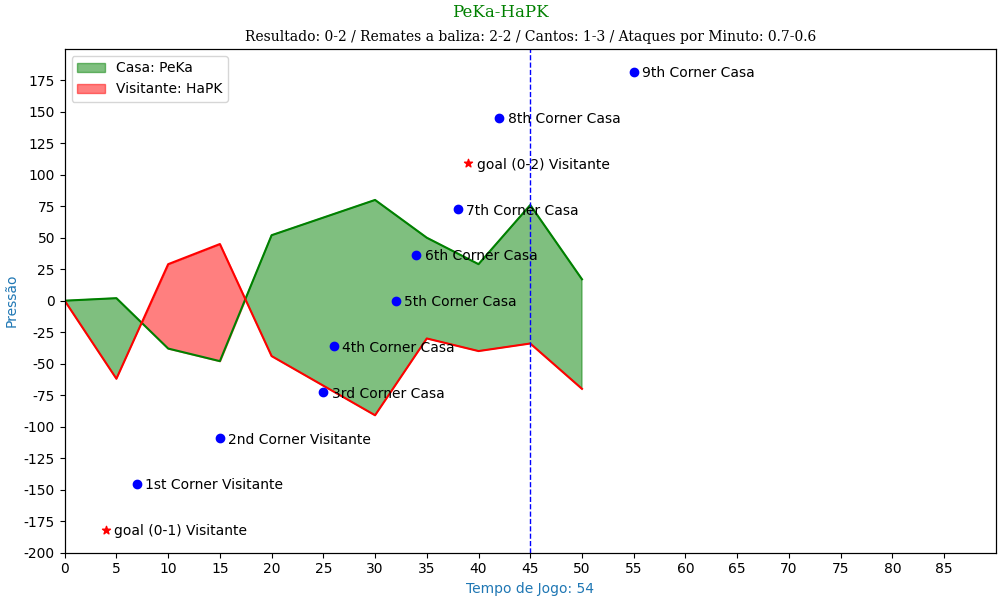 PeKa-HaPK
Resultado: 0-2 / Remates a baliza: 2-2 / Cantos: 1-3 / Ataques por Minuto: 0.7-0.6
Casa: PeKa
Visitante: HaPK
9th Corner Casa
8th Corner Casa
goal (0-2) Visitante
7th Corner Casa
6th Corner Casa
5th Corner Casa
4th Corner Casa
3rd Corner Casa
2nd Corner Visitante
1st Corner Visitante
goal (0-1) Visitante
Pressão
175
150
125
100
75
50
25
0
-25
-50
-75
-100
-125
-150
-175
-200
0 5 10 15 20 25 30 35 40 45 50 55 60 65 70 75 80 85
Tempo de Jogo: 54